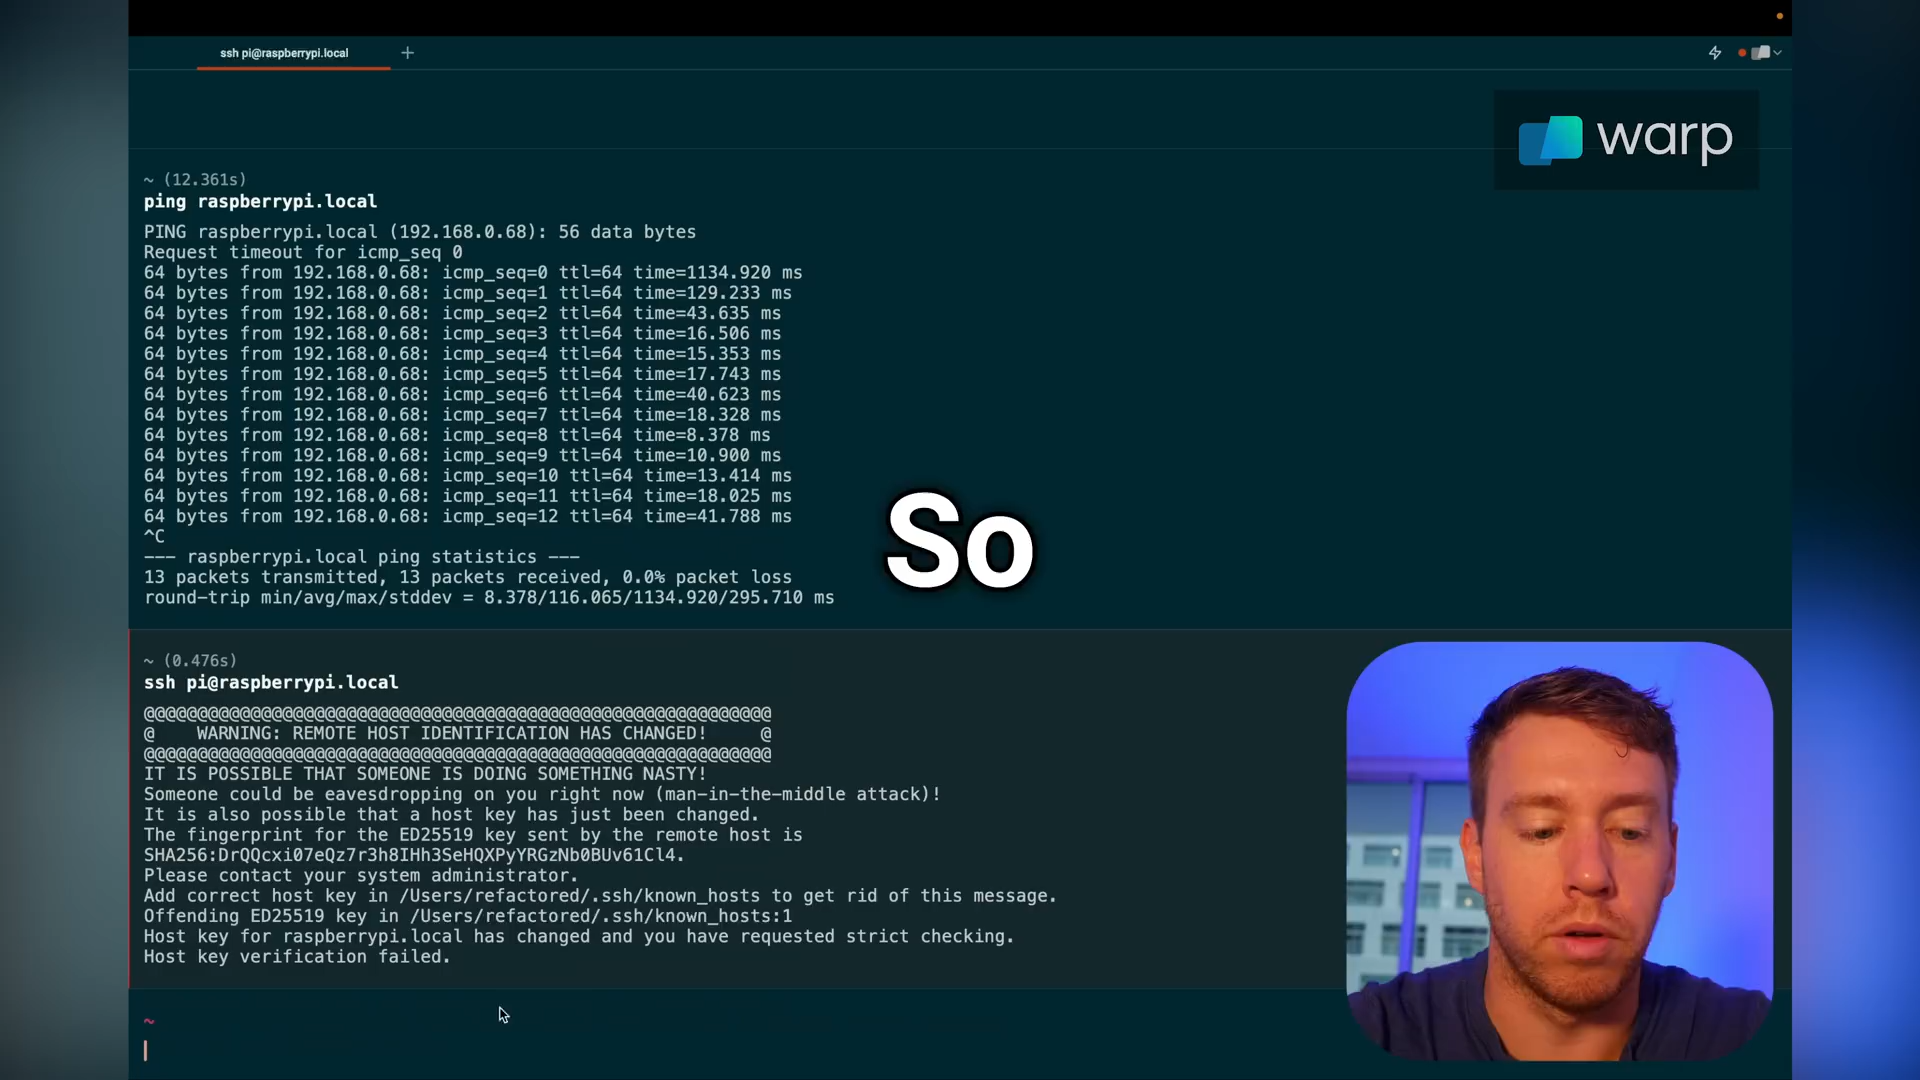 ssh pi@raspberrypi.local
warp
~ (12.361s)
ping raspberrypi.local
PING raspberrypi.local (192.168.0.68): 56 data bytes
Request timeout for icmp_seq 0
64 bytes from 192.168.0.68: icmp_seq=0 ttl=64 time=1134.920 ms
64 bytes from 192.168.0.68: icmp_seq=1 ttl=64 time=129.233 ms
64 bytes from 192.168.0.68: icmp_seq=2 ttl=64 time=43.635 ms
64 bytes from 192.168.0.68: icmp_seq=3 ttl=64 time=16.506 ms
64 bytes from 192.168.0.68: icmp_seq=4 ttl=64 time=15.353 ms
64 bytes from 192.168.0.68: icmp_seq=5 ttl=64 time=17.743 ms
64 bytes from 192.168.0.68: icmp_seq=6 ttl=64 time=40.623 ms
64 bytes from 192.168.0.68: icmp_seq=7 ttl=64 time=18.328 ms
64 bytes from 192.168.0.68: icmp_seq=8 ttl=64 time=8.378 ms
64 bytes from 192.168.0.68: icmp_seq=9 ttl=64 time=10.900 ms
64 bytes from 192.168.0.68: icmp_seq=10 ttl=64 time=13.414 ms
64 bytes from 192.168.0.68: icmp_seq=11 ttl=64 time=18.025 ms
64 bytes from 192.168.0.68: icmp_seq=12 ttl=64 time=41.788 ms
^C
--- raspberrypi.local ping statistics ---
13 packets transmitted, 13 packets received, 0.0% packet loss
round-trip min/avg/max/stddev = 8.378/116.065/1134.920/295.710 ms
So
~ (0.476s)
ssh pi@raspberrypi.local
@@@@@@@@@@@@@@@@@@@@@@@@@@@@@@@@@@@@@@@@@@@@@@@@@@@@@@@@@@@
@    WARNING: REMOTE HOST IDENTIFICATION HAS CHANGED!     @
@@@@@@@@@@@@@@@@@@@@@@@@@@@@@@@@@@@@@@@@@@@@@@@@@@@@@@@@@@@
IT IS POSSIBLE THAT SOMEONE IS DOING SOMETHING NASTY!
Someone could be eavesdropping on you right now (man-in-the-middle attack)!
It is also possible that a host key has just been changed.
The fingerprint for the ED25519 key sent by the remote host is
SHA256:DrQQcxi07eQz7r3h8IHh3SeHQXPyYRGzNb0BUv61Cl4.
Please contact your system administrator.
Add correct host key in /Users/refactored/.ssh/known_hosts to get rid of this message.
Offending ED25519 key in /Users/refactored/.ssh/known_hosts:1
Host key for raspberrypi.local has changed and you have requested strict checking.
Host key verification failed.
~